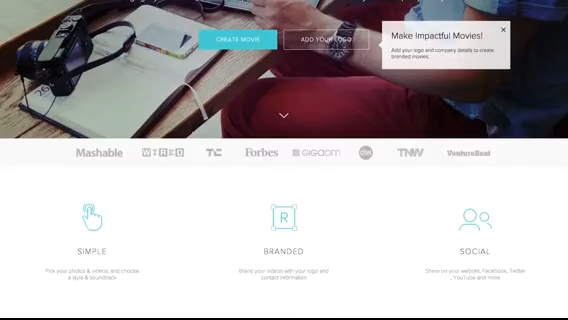 CREATE MOVIE
ADD YOUR LOGO
Make Impactful Movies!
Add your logo and company details to create
branded movies.
Mashable
WIRED
TC
Forbes
GIGAOM
TNW
VentureBeat
R
SIMPLE
BRANDED
SOCIAL
Pick your photos & videos, and choose
a style & soundtrack
Brand your videos with your logo and
contact information
Share on your website, Facebook, Twitter
, YouTube and more